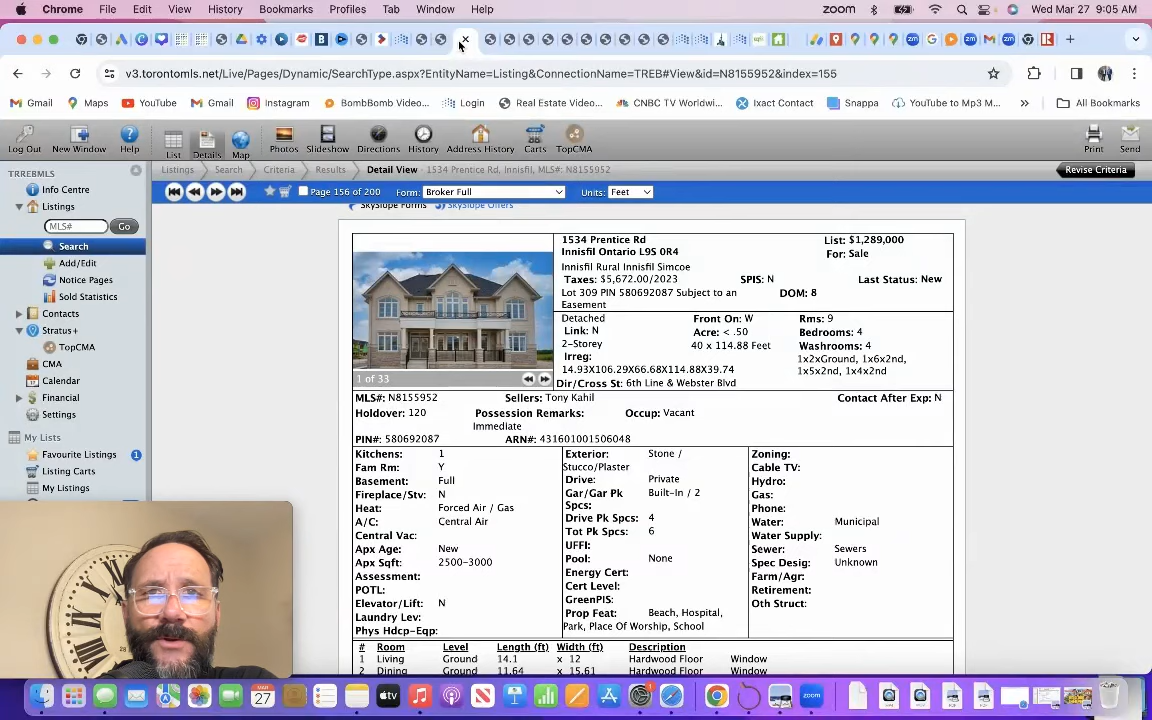 Chrome File Edit View History Bookmarks Profiles Tab Window Help zoom Wed Mar 27 9:05 AM
v3.torontomls.net/Live/Pages/Dynamic/SearchType.aspx?EntityName=Listing&ConnectionName=TREB#View&id=N8155952&index=155
Gmail Maps YouTube Gmail Instagram BombBomb Video... Login Real Estate Video... CNBC TV Worldwi... Ixact Contact Snappa YouTube to Mp3 M... » All Bookmarks
Log Out New Window Help List Details Map Photos Slideshow Directions History Address History Carts TopCMA Print Send
TRREBMLS
Listings Search Criteria Results Detail View - 1534 Prentice Rd, Innisfil, MLS#: N8155952 Revise Criteria
Info Centre
Page 156 of 200 Form: Broker Full Units: Feet
Listings
SkySlope Forms SkySlope Offers
MLS# Go
Search
Add/Edit
Notice Pages
Sold Statistics
Contacts
Stratus+
TopCMA
CMA
Calendar
Financial
Settings
My Lists
Favourite Listings 1
Listing Carts
My Listings
1534 Prentice Rd List: $1,289,000
Innisfil Ontario L9S 0R4 For: Sale
Innisfil Rural Innisfil Simcoe
Taxes: $5,672.00/2023 SPIS: N Last Status: New
Lot 309 PIN 580692087 Subject to an DOM: 8
Easement
Detached Front On: W Rms: 9
Link: N Acre: < .50 Bedrooms: 4
2-Storey 40 x 114.88 Feet Washrooms: 4
Irreg: 1x2xGround, 1x6x2nd,
14.93X106.29X66.68X114.88X39.74 1x5x2nd, 1x4x2nd
1 of 33
Dir/Cross St: 6th Line & Webster Blvd
MLS#: N8155952 Sellers: Tony Kahil Contact After Exp: N
Holdover: 120 Possession Remarks: Occup: Vacant
Immediate
PIN#: 580692087 ARN#: 431601001506048
Kitchens: 1
Fam Rm: Y
Basement: Full
Fireplace/Stv: N
Heat: Forced Air / Gas
A/C: Central Air
Central Vac:
Apx Age: New
Apx Sqft: 2500-3000
Assessment:
POTL:
Elevator/Lift: N
Laundry Lev:
Phys Hdcp-Eqp:
Exterior: Stone /
Stucco/Plaster
Drive: Private
Gar/Gar Pk Built-In / 2
Spcs:
Drive Pk Spcs: 4
Tot Pk Spcs: 6
UFFI:
Pool: None
Energy Cert:
Cert Level:
GreenPIS:
Prop Feat: Beach, Hospital,
Park, Place Of Worship, School
Zoning:
Cable TV:
Hydro:
Gas:
Phone:
Water: Municipal
Water Supply:
Sewer: Sewers
Spec Desig: Unknown
Farm/Agr:
Retirement:
Oth Struct:
# Room Level Length (ft) Width (ft) Description
1 Living Ground 14.1 x 12 Hardwood Floor Window
2 Dining Ground 11.64 x 15.61 Hardwood Floor Window